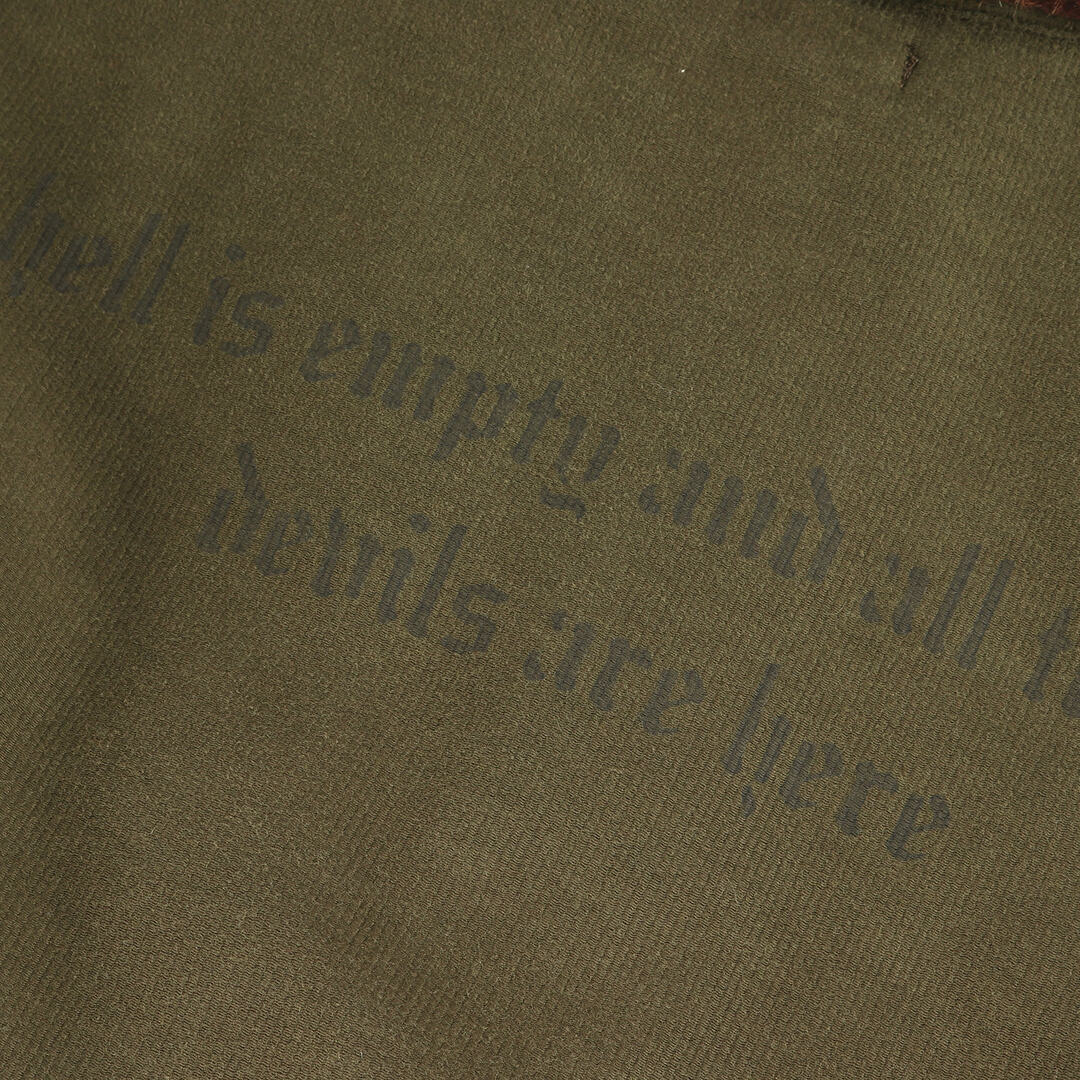 hell is empty and all t
devils are here